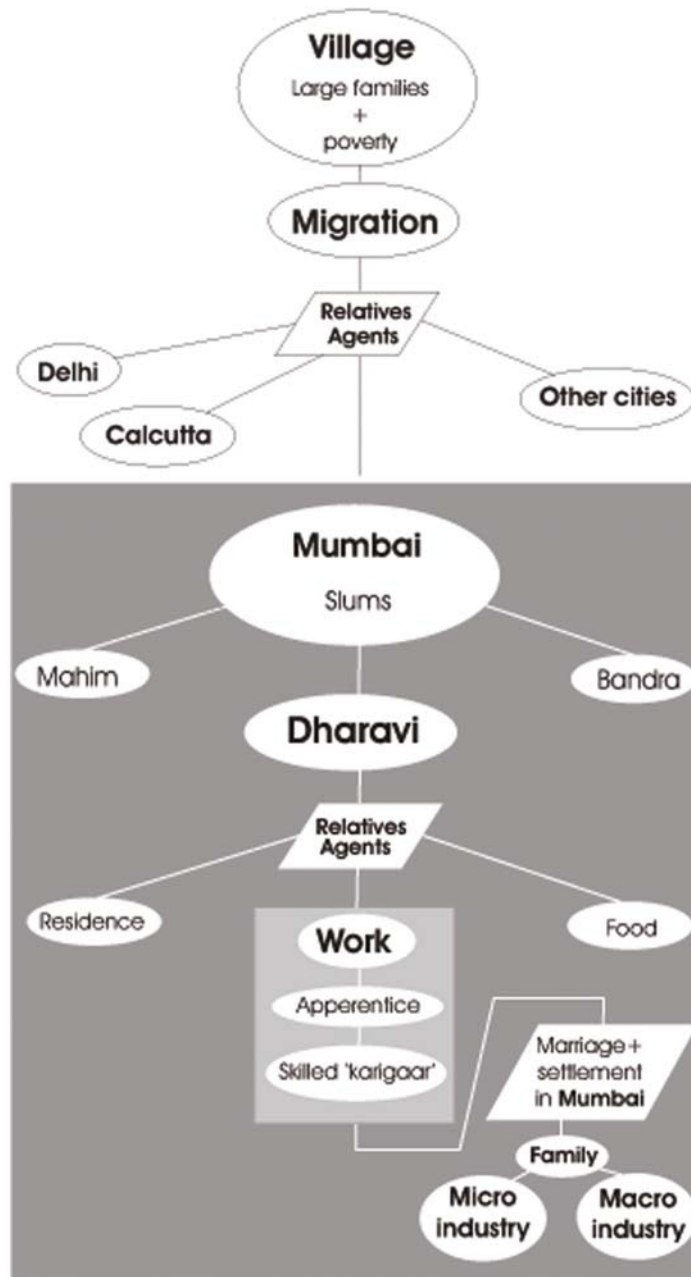 Village
Large families
+
poverty
Migration
Relatives
Agents
Delhi
Calcutta
Other cities
Mumbai
Slums
Mahim
Bandra
Dharavi
Relatives
Agents
Residence
Food
Work
Apperentice
Skilled 'karigaar'
Marriage+
settlement
in Mumbai
Family
Micro
industry
Macro
industry